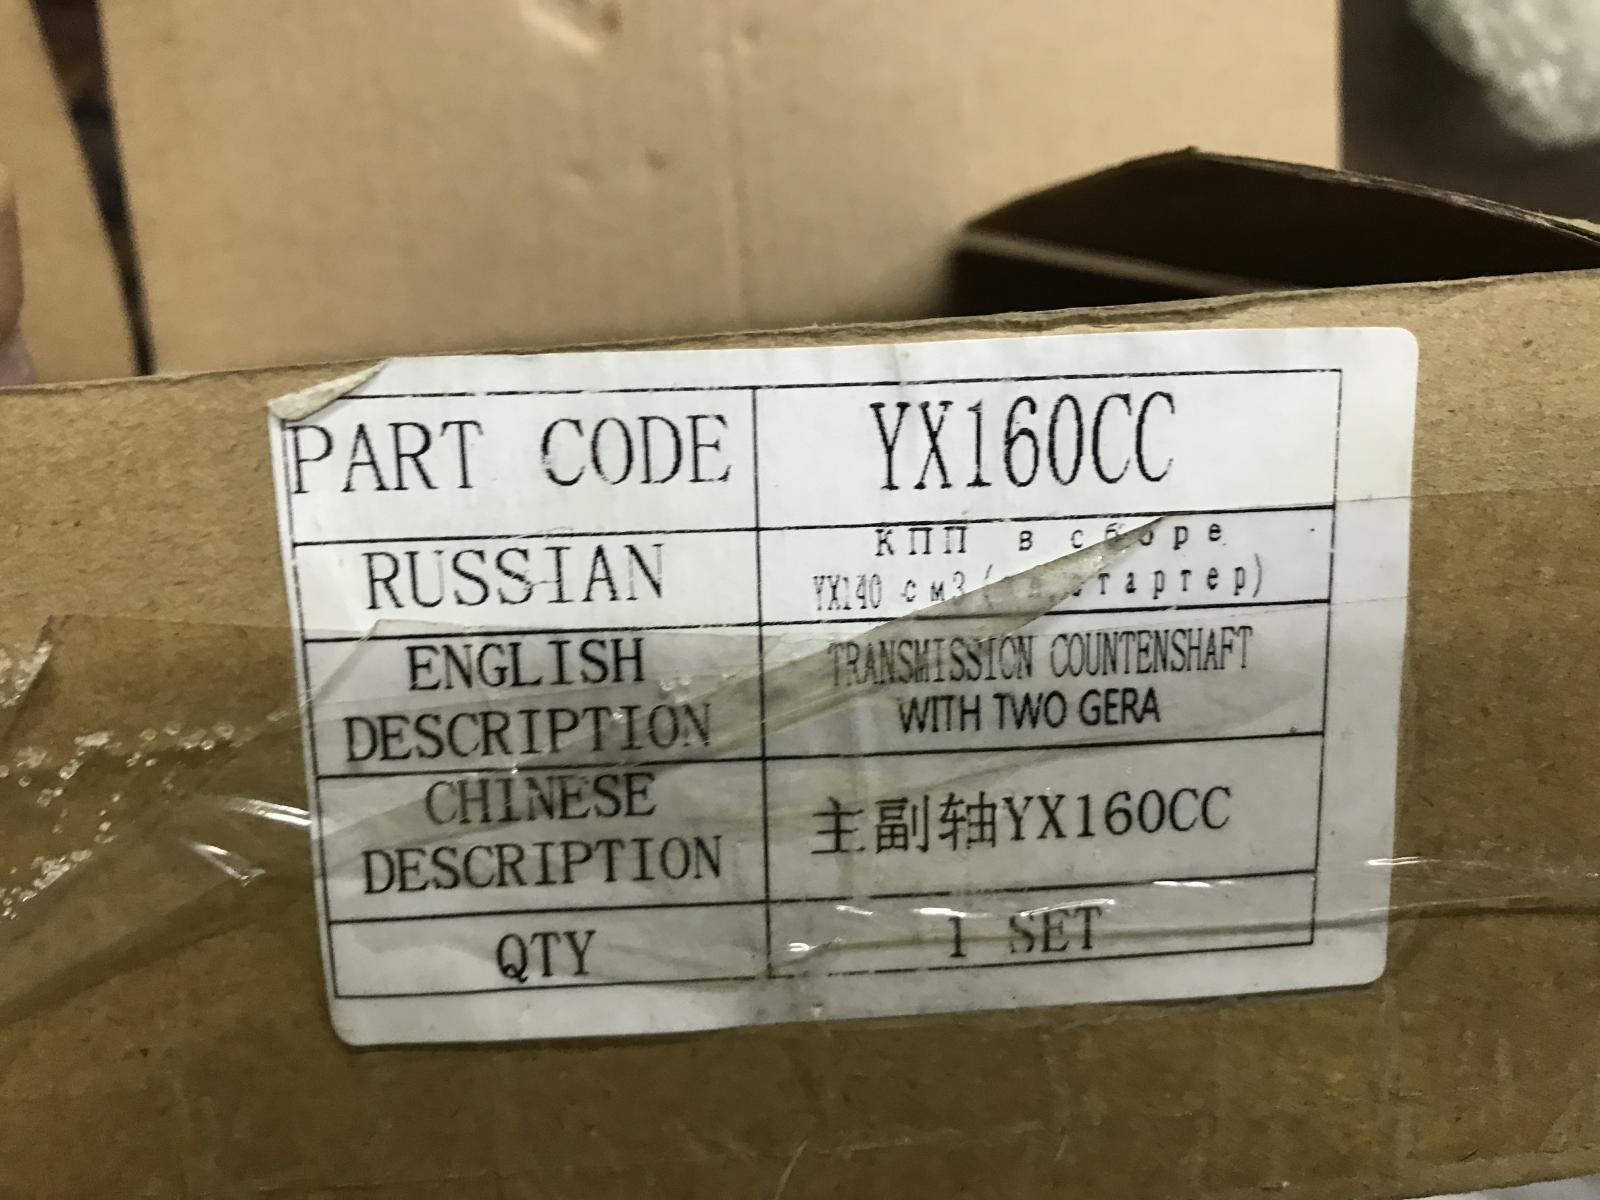 PART CODE
YX160CC
RUSSIAN
КПП в сборе
YX140 см3 стартер)
ENGLISH
DESCRIPTION
TRANSMISSION COUNTENSHAFT
WITH TWO GERA
CHINESE
DESCRIPTION
主副轴YX160CC
QTY
1 SET